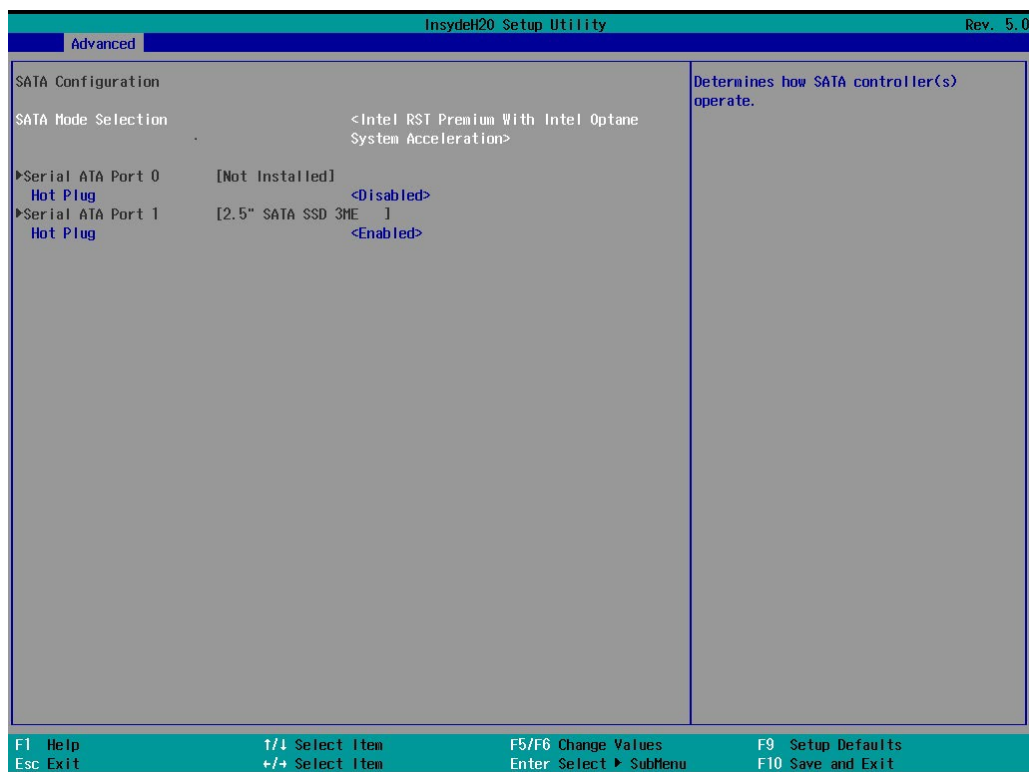 InsydeH2O Setup Utility Rev. 5.0
Advanced
SATA Configuration
Determines how SATA controller(s)
operate.
SATA Mode Selection <Intel RST Premium With Intel Optane
System Acceleration>
▶Serial ATA Port 0 [Not Installed]
Hot Plug <Disabled>
▶Serial ATA Port 1 [2.5" SATA SSD 3ME ]
Hot Plug <Enabled>
F1 Help ↑/↓ Select Item F5/F6 Change Values F9 Setup Defaults
Esc Exit ←/→ Select Item Enter Select ▶ SubMenu F10 Save and Exit